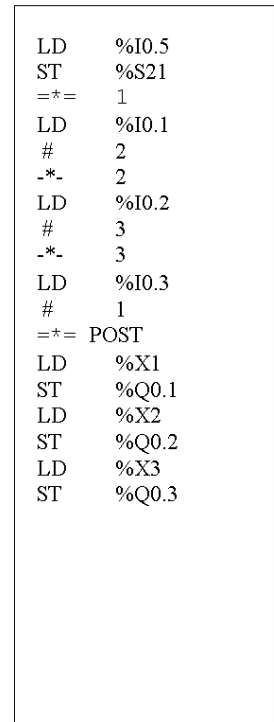 LD %I0.5
ST %S21
=*= 1
LD %I0.1
# 2
-*- 2
LD %I0.2
# 3
-*- 3
LD %I0.3
# 1
=*= POST
LD %X1
ST %Q0.1
LD %X2
ST %Q0.2
LD %X3
ST %Q0.3